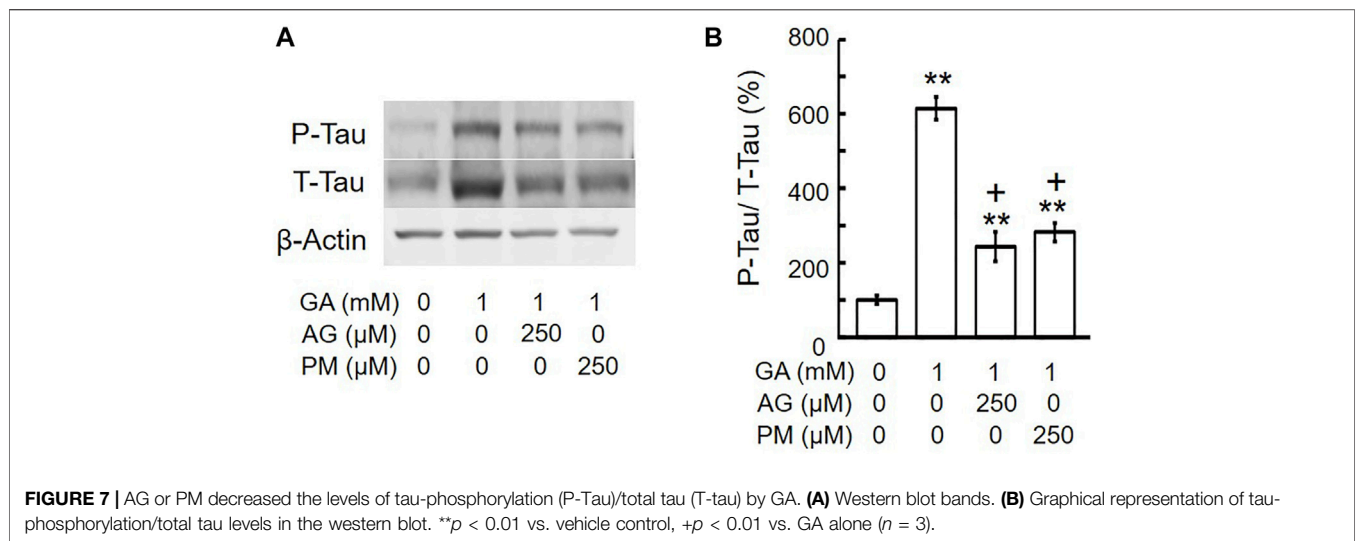 A
P-Tau
T-Tau
β-Actin
GA (mM) 0 1 1 1
AG (µM) 0 0 250 0
PM (µM) 0 0 0 250
B
P-Tau/ T-Tau (%)
800
600
400
200
0
**
+
**
+
**
GA (mM) 0 1 1 1
AG (µM) 0 0 250 0
PM (µM) 0 0 0 250
FIGURE 7 | AG or PM decreased the levels of tau-phosphorylation (P-Tau)/total tau (T-tau) by GA. (A) Western blot bands. (B) Graphical representation of tau-
phosphorylation/total tau levels in the western blot. **p < 0.01 vs. vehicle control, +p < 0.01 vs. GA alone (n = 3).